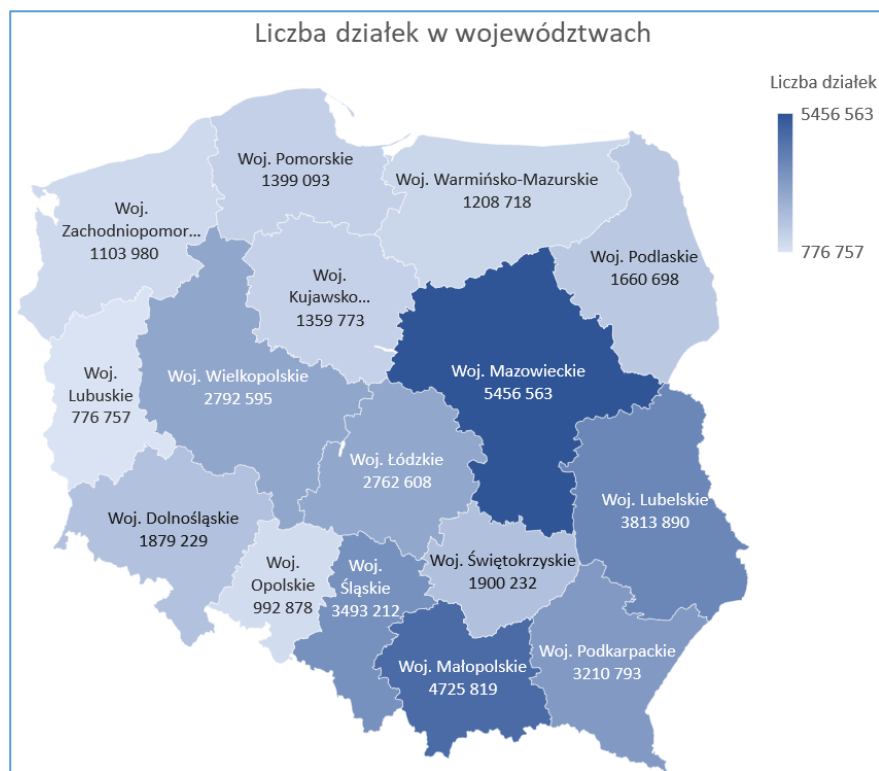 Liczba działek w województwach
Liczba działek
5456 563
776 757
Woj. Pomorskie
1399 093
Woj. Warmińsko-Mazurskie
1208 718
Woj.
Zachodniopomor...
1103 980
Woj. Podlaskie
1660 698
Woj.
Kujawsko...
1359 773
Woj.
Lubuskie
776 757
Woj. Wielkopolskie
2792 595
Woj. Mazowieckie
5456 563
Woj. Łódzkie
2762 608
Woj. Lubelskie
3813 890
Woj. Dolnośląskie
1879 229
Woj.
Opolskie
992 878
Woj.
Śląskie
3493 212
Woj. Świętokrzyskie
1900 232
Woj. Małopolskie
4725 819
Woj. Podkarpackie
3210 793